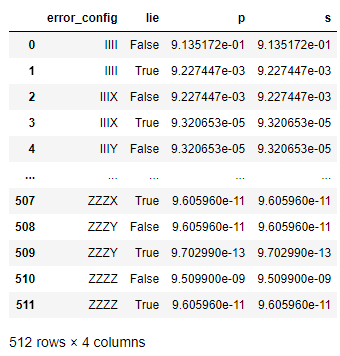 error_config lie p s
0 IIII False 9.135172e-01 9.135172e-01
1 IIII True 9.227447e-03 9.227447e-03
2 IIIX False 9.227447e-03 9.227447e-03
3 IIIX True 9.320653e-05 9.320653e-05
4 IIIY False 9.320653e-05 9.320653e-05
... ... ... ... ...
507 ZZZX True 9.605960e-11 9.605960e-11
508 ZZZY False 9.605960e-11 9.605960e-11
509 ZZZY True 9.702990e-13 9.702990e-13
510 ZZZZ False 9.509900e-09 9.509900e-09
511 ZZZZ True 9.605960e-11 9.605960e-11
512 rows × 4 columns